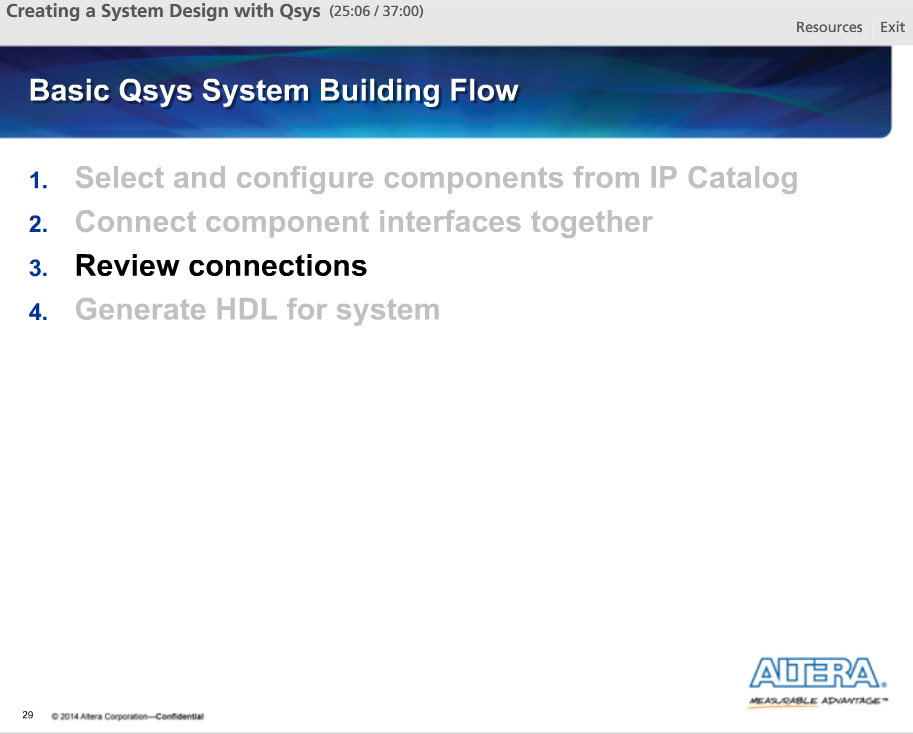 Creating a System Design with Qsys (25:06 / 37:00)
Resources Exit
Basic Qsys System Building Flow
1. Select and configure components from IP Catalog
2. Connect component interfaces together
3. Review connections
4. Generate HDL for system
ALTERA®
MEASURABLE ADVANTAGE™
29 © 2014 Altera Corporation—Confidential